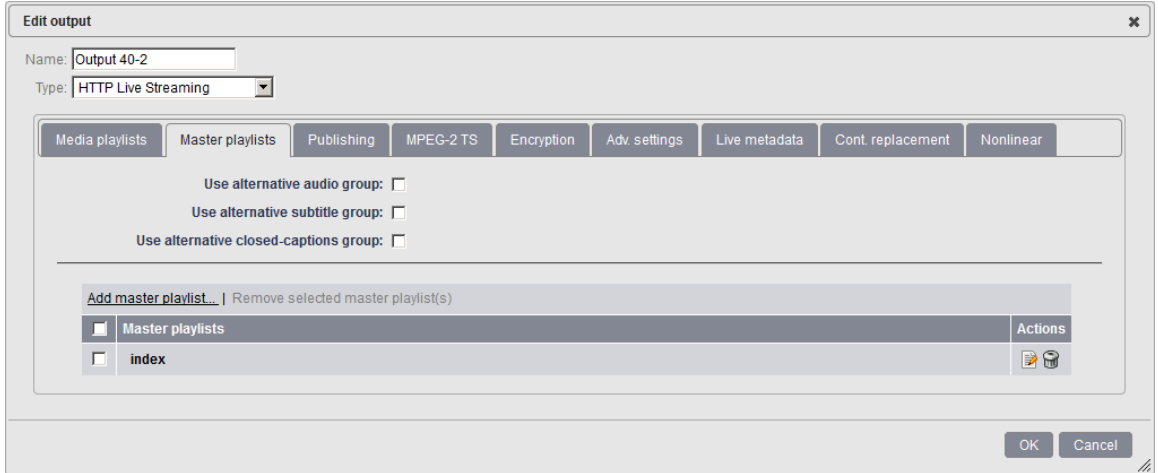 Edit output
Name: Output 40-2
Type: HTTP Live Streaming
Media playlists Master playlists Publishing MPEG-2 TS Encryption Adv. settings Live metadata Cont. replacement Nonlinear
Use alternative audio group:
Use alternative subtitle group:
Use alternative closed-captions group:
Add master playlist... | Remove selected master playlist(s)
Master playlists Actions
index
OK Cancel